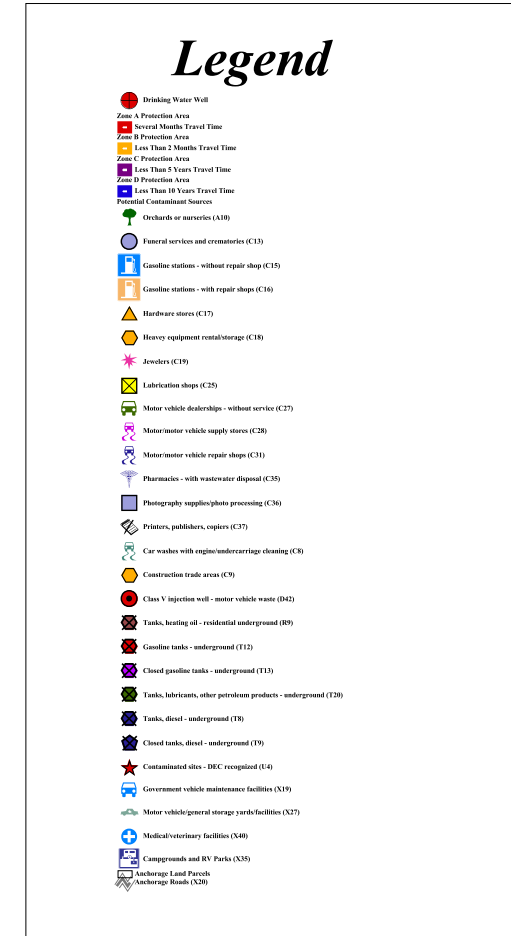 Legend
Drinking Water Well
Zone A Protection Area
Several Months Travel Time
Zone B Protection Area
Less Than 2 Months Travel Time
Zone C Protection Area
Less Than 5 Years Travel Time
Zone D Protection Area
Less Than 10 Years Travel Time
Potential Contaminant Sources
Orchards or nurseries (A10)
Funeral services and crematories (C13)
Gasoline stations - without repair shop (C15)
Gasoline stations - with repair shops (C16)
Hardware stores (C17)
Heavey equipment rental/storage (C18)
Jewelers (C19)
Lubrication shops (C25)
Motor vehicle dealerships - without service (C27)
Motor/motor vehicle supply stores (C28)
Motor/motor vehicle repair shops (C31)
Pharmacies - with wastewater disposal (C35)
Photography supplies/photo processing (C36)
Printers, publishers, copiers (C37)
Car washes with engine/undercarriage cleaning (C8)
Construction trade areas (C9)
Class V injection well - motor vehicle waste (D42)
Tanks, heating oil - residential underground (R9)
Gasoline tanks - underground (T12)
Closed gasoline tanks - underground (T13)
Tanks, lubricants, other petroleum products - underground (T20)
Tanks, diesel - underground (T8)
Closed tanks, diesel - underground (T9)
Contaminated sites - DEC recognized (U4)
Government vehicle maintenance facilities (X19)
Motor vehicle/general storage yards/facilities (X27)
Medical/veterinary facilities (X40)
Campgrounds and RV Parks (X35)
Anchorage Land Parcels
Anchorage Roads (X20)